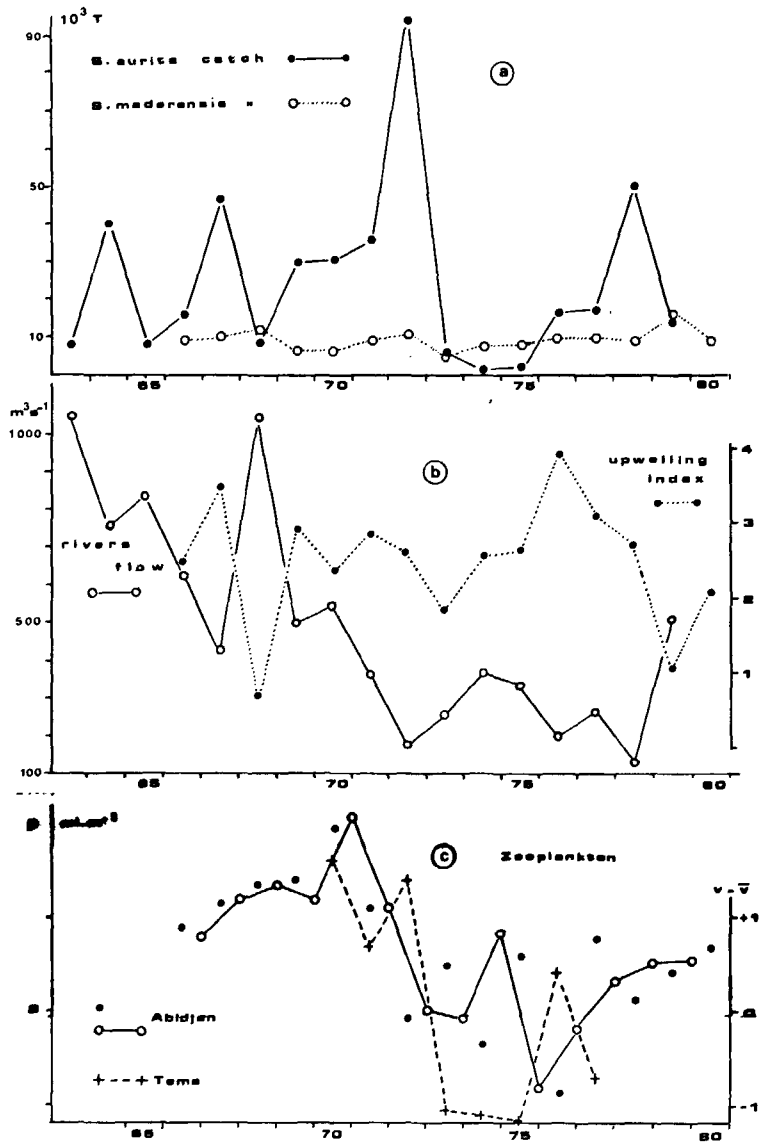 10³ T
90
S. aurita catch
a
S. maderensis "
50
10
65 70 75 80
m³s⁻¹
1000
b
upwelling
index
4
3
rivers
flow
2
500
1
100
65 70 75 80
c
Zooplankton
v - v̅
+1
Abidjan
Tema
-1
65 70 75 80